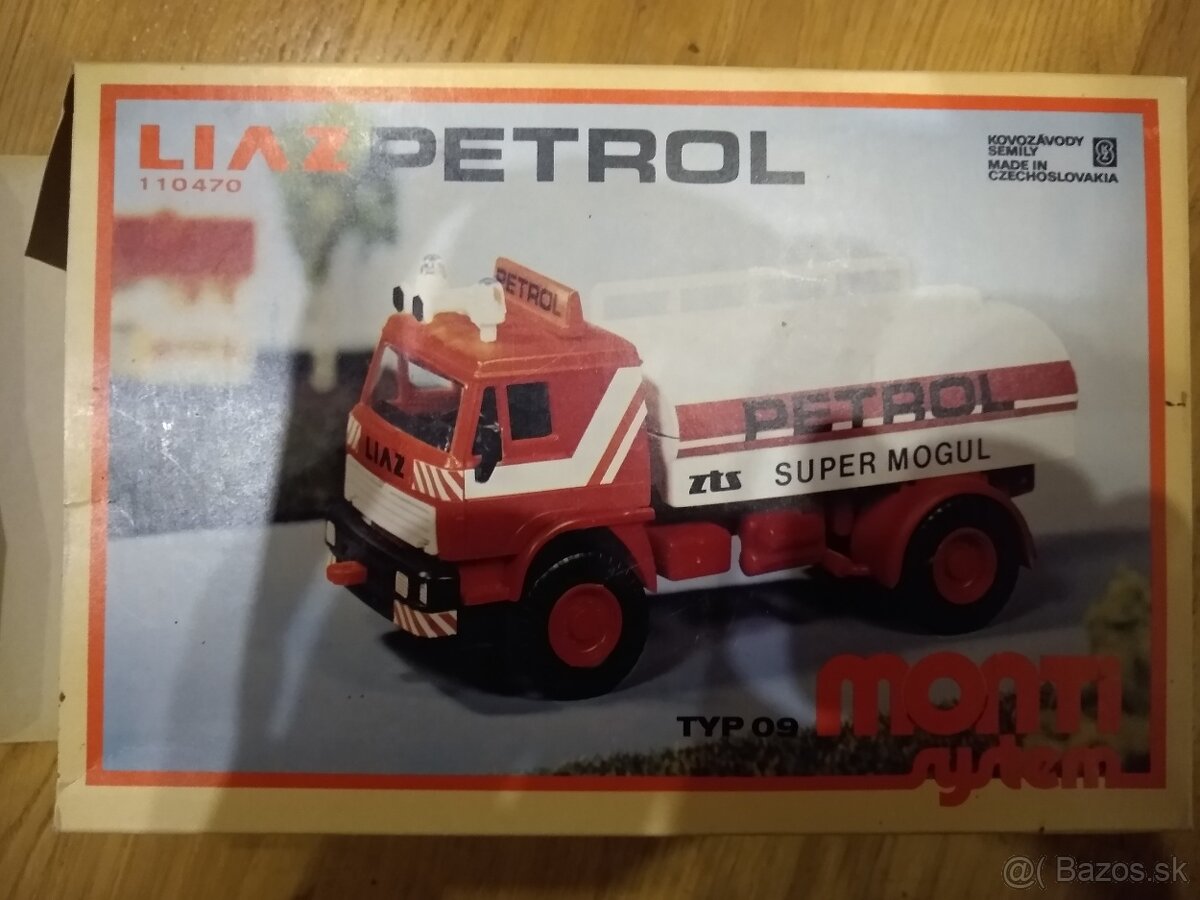 LIAZ PETROL
110470
KOVOZÁVODY
SEMILY
MADE IN
CZECHOSLOVAKIA
PETROL
LIAZ
PETROL
zts SUPER MOGUL
TYP 09 MONTI
system
@( Bazos.sk